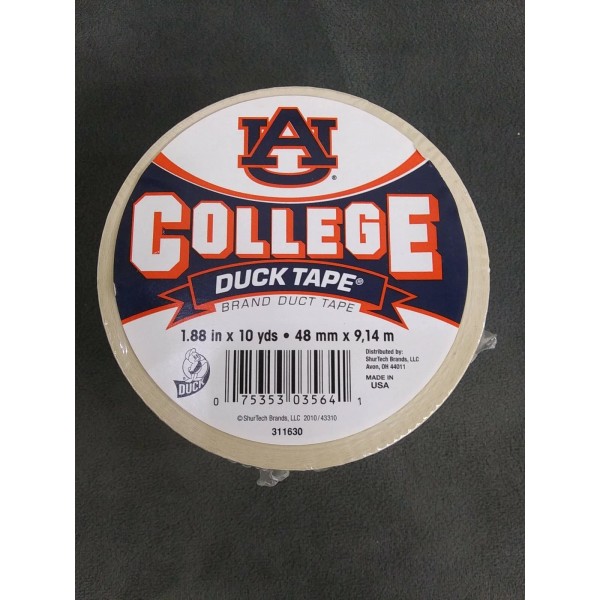 AU®
COLLEGE
DUCK TAPE®
BRAND DUCT TAPE
1.88 in x 10 yds • 48 mm x 9,14 m
Distributed by:
ShurTech Brands, LLC
Avon, OH 44011
MADE IN
USA
DUCK
0 75353 03564 1
© ShurTech Brands, LLC 2010/43310
311630